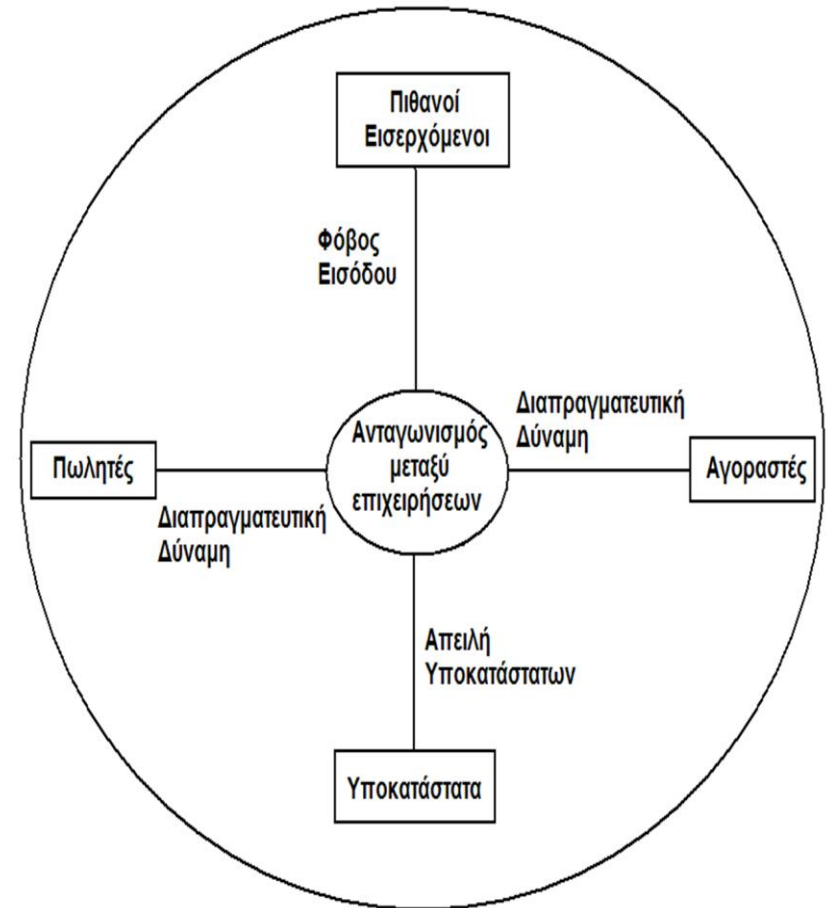 Πιθανοί
Εισερχόμενοι
Φόβος
Εισόδου
Διαπραγματευτική
Δύναμη
Ανταγωνισμός
μεταξύ
επιχειρήσεων
Πωλητές
Αγοραστές
Διαπραγματευτική
Δύναμη
Απειλή
Υποκατάστατων
Υποκατάστατα